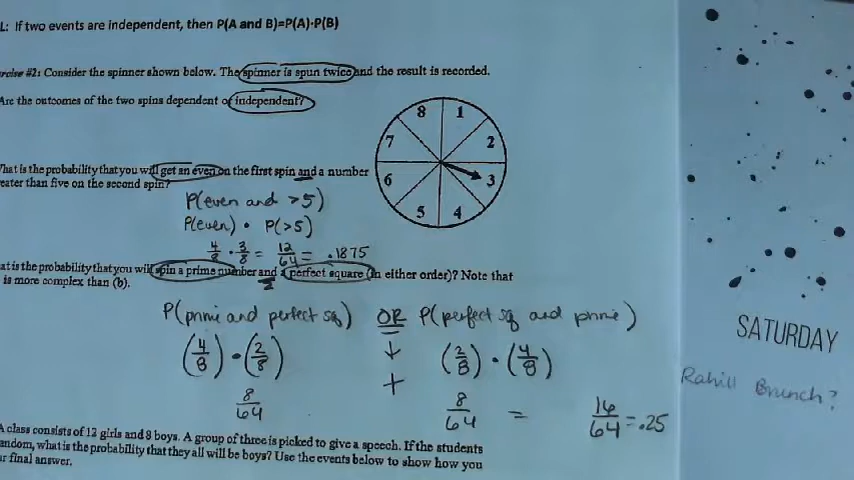 L: If two events are independent, then P(A and B)=P(A)·P(B)
rcise #2: Consider the spinner shown below. The spinner is spun twice and the result is recorded.
Are the outcomes of the two spins dependent or independent?
8 1
7 2
6 3
5 4
What is the probability that you will get an even on the first spin and a number
eater than five on the second spin?
P(even and >5)
P(even) · P(>5)
4/8 · 3/8 = 12/64 = .1875
at is the probability that you will spin a prime number and a perfect square (in either order)? Note that
is more complex than (b).
P(prime and perfect sq) OR P(perfect sq and prime)
(4/8) · (2/8) ↓ (2/8) · (4/8)
+
8/64 8/64 = 16/64 = .25
A class consists of 12 girls and 8 boys. A group of three is picked to give a speech. If the students
andom, what is the probability that they all will be boys? Use the events below to show how you
ur final answer.
SATURDAY
Rahill Brunch?